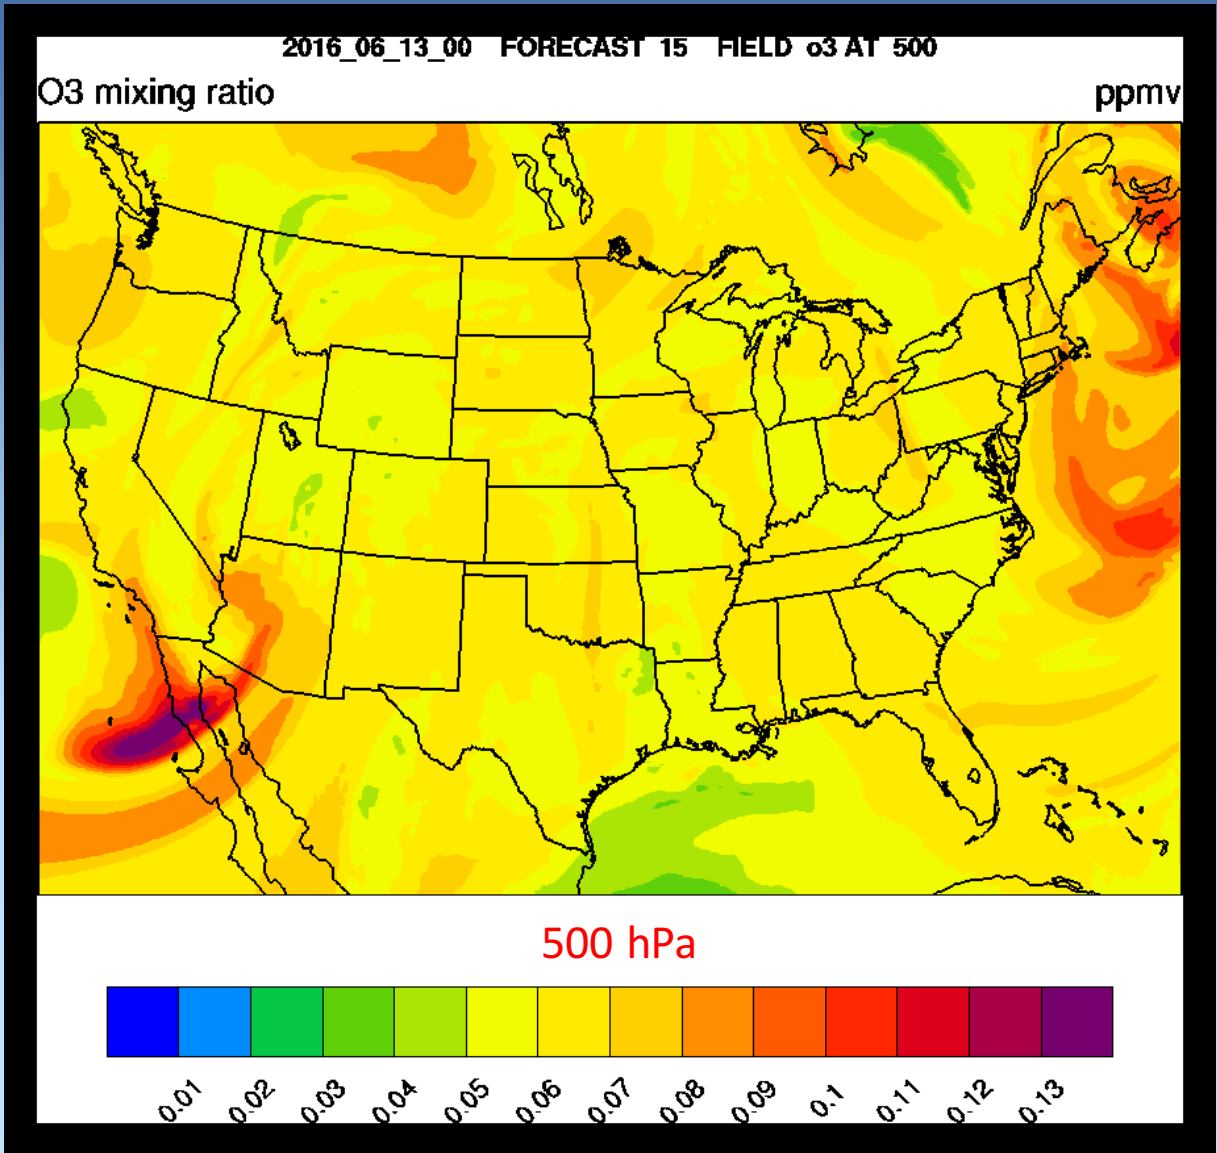 2016_06_13_00 FORECAST 15 FIELD o3 AT 500
O3 mixing ratio ppmv
500 hPa
0.01 0.02 0.03 0.04 0.05 0.06 0.07 0.08 0.09 0.1 0.11 0.12 0.13